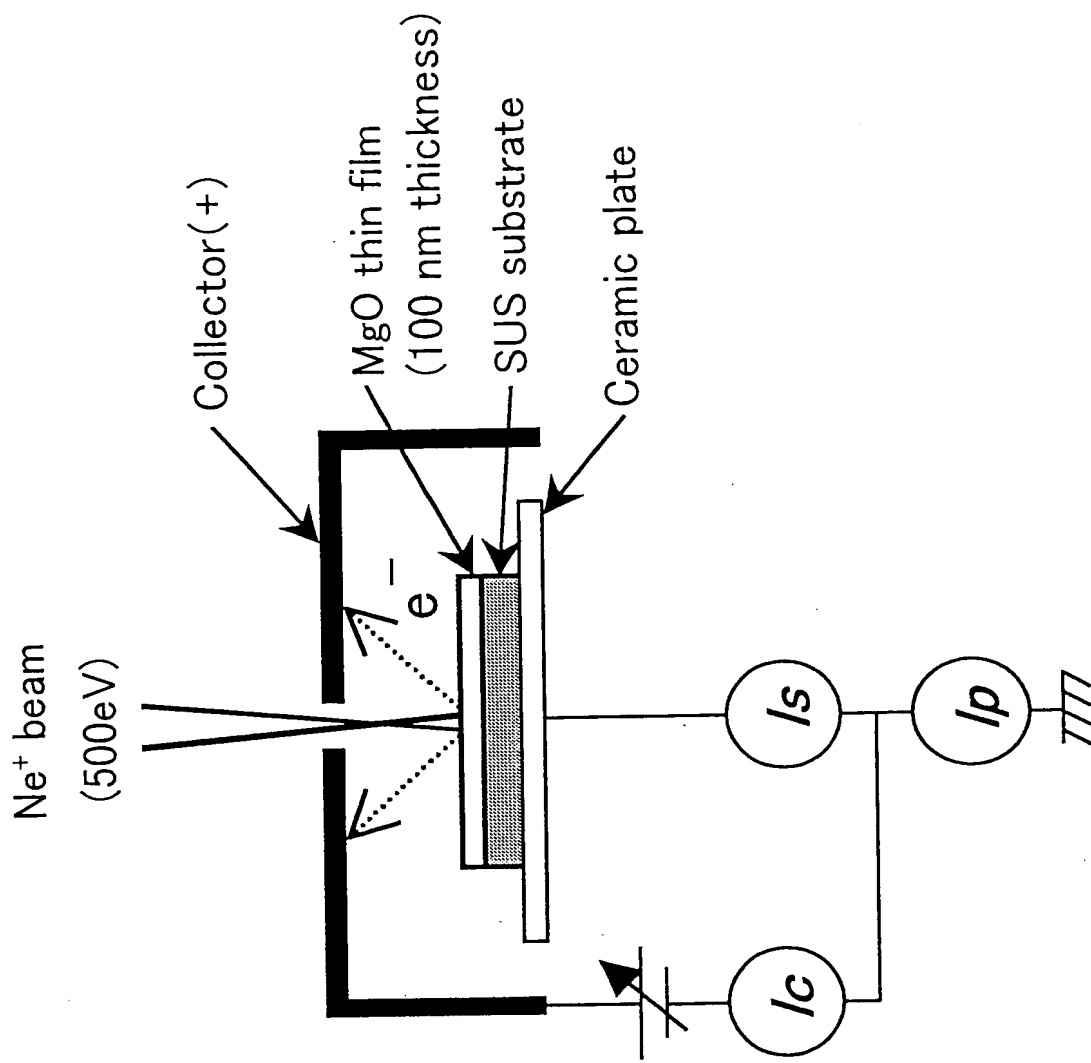 Ne⁺ beam
(500eV)
Collector(+)
e⁻
MgO thin film
(100 nm thickness)
SUS substrate
Ceramic plate
Ic
Is
Ip